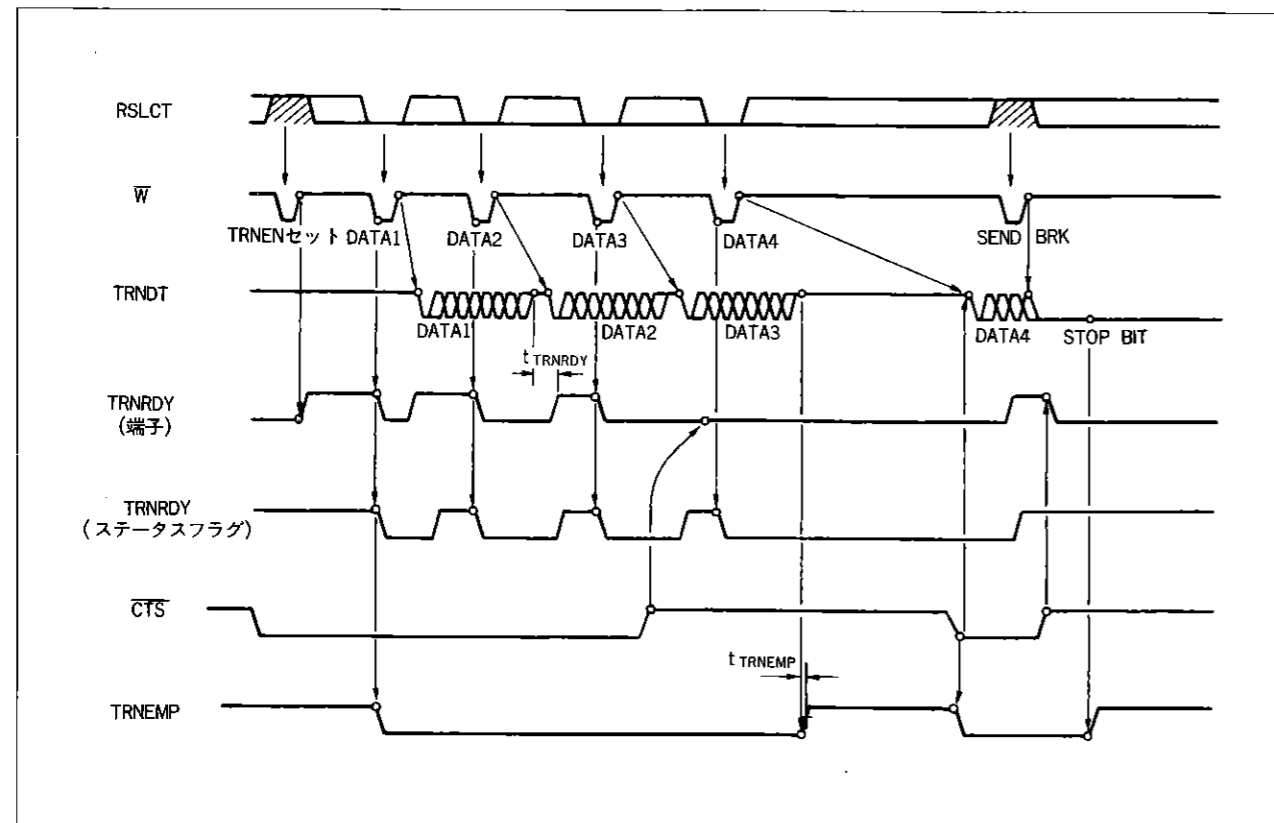 RSLCT
W
TRNENセット DATA1 DATA2 DATA3 DATA4 SEND BRK
TRNDT
DATA1 DATA2 DATA3 DATA4 STOP BIT
t TRNRDY
TRNRDY
(端子)
TRNRDY
(ステータスフラグ)
CTS
t TRNEMP
TRNEMP